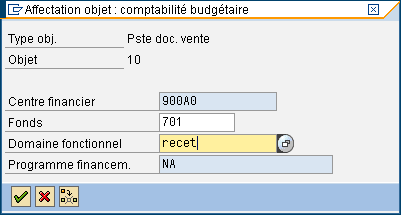 Affectation objet : comptabilité budgétaire
Type obj. Pste doc. vente
Objet 10
Centre financier 900A0
Fonds 701
Domaine fonctionnel recet
Programme financem. NA